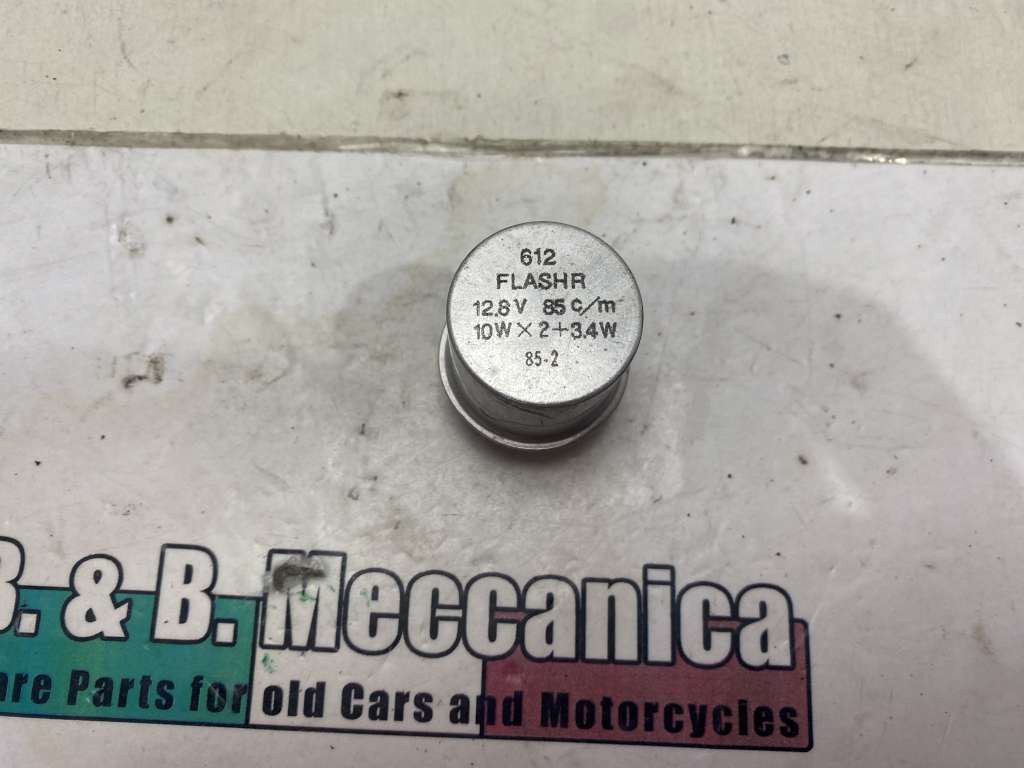 612
FLASHR
12.8V 85 c/m
10W × 2+3.4W
85-2
B. & B. Meccanica
are Parts for old Cars and Motorcycles